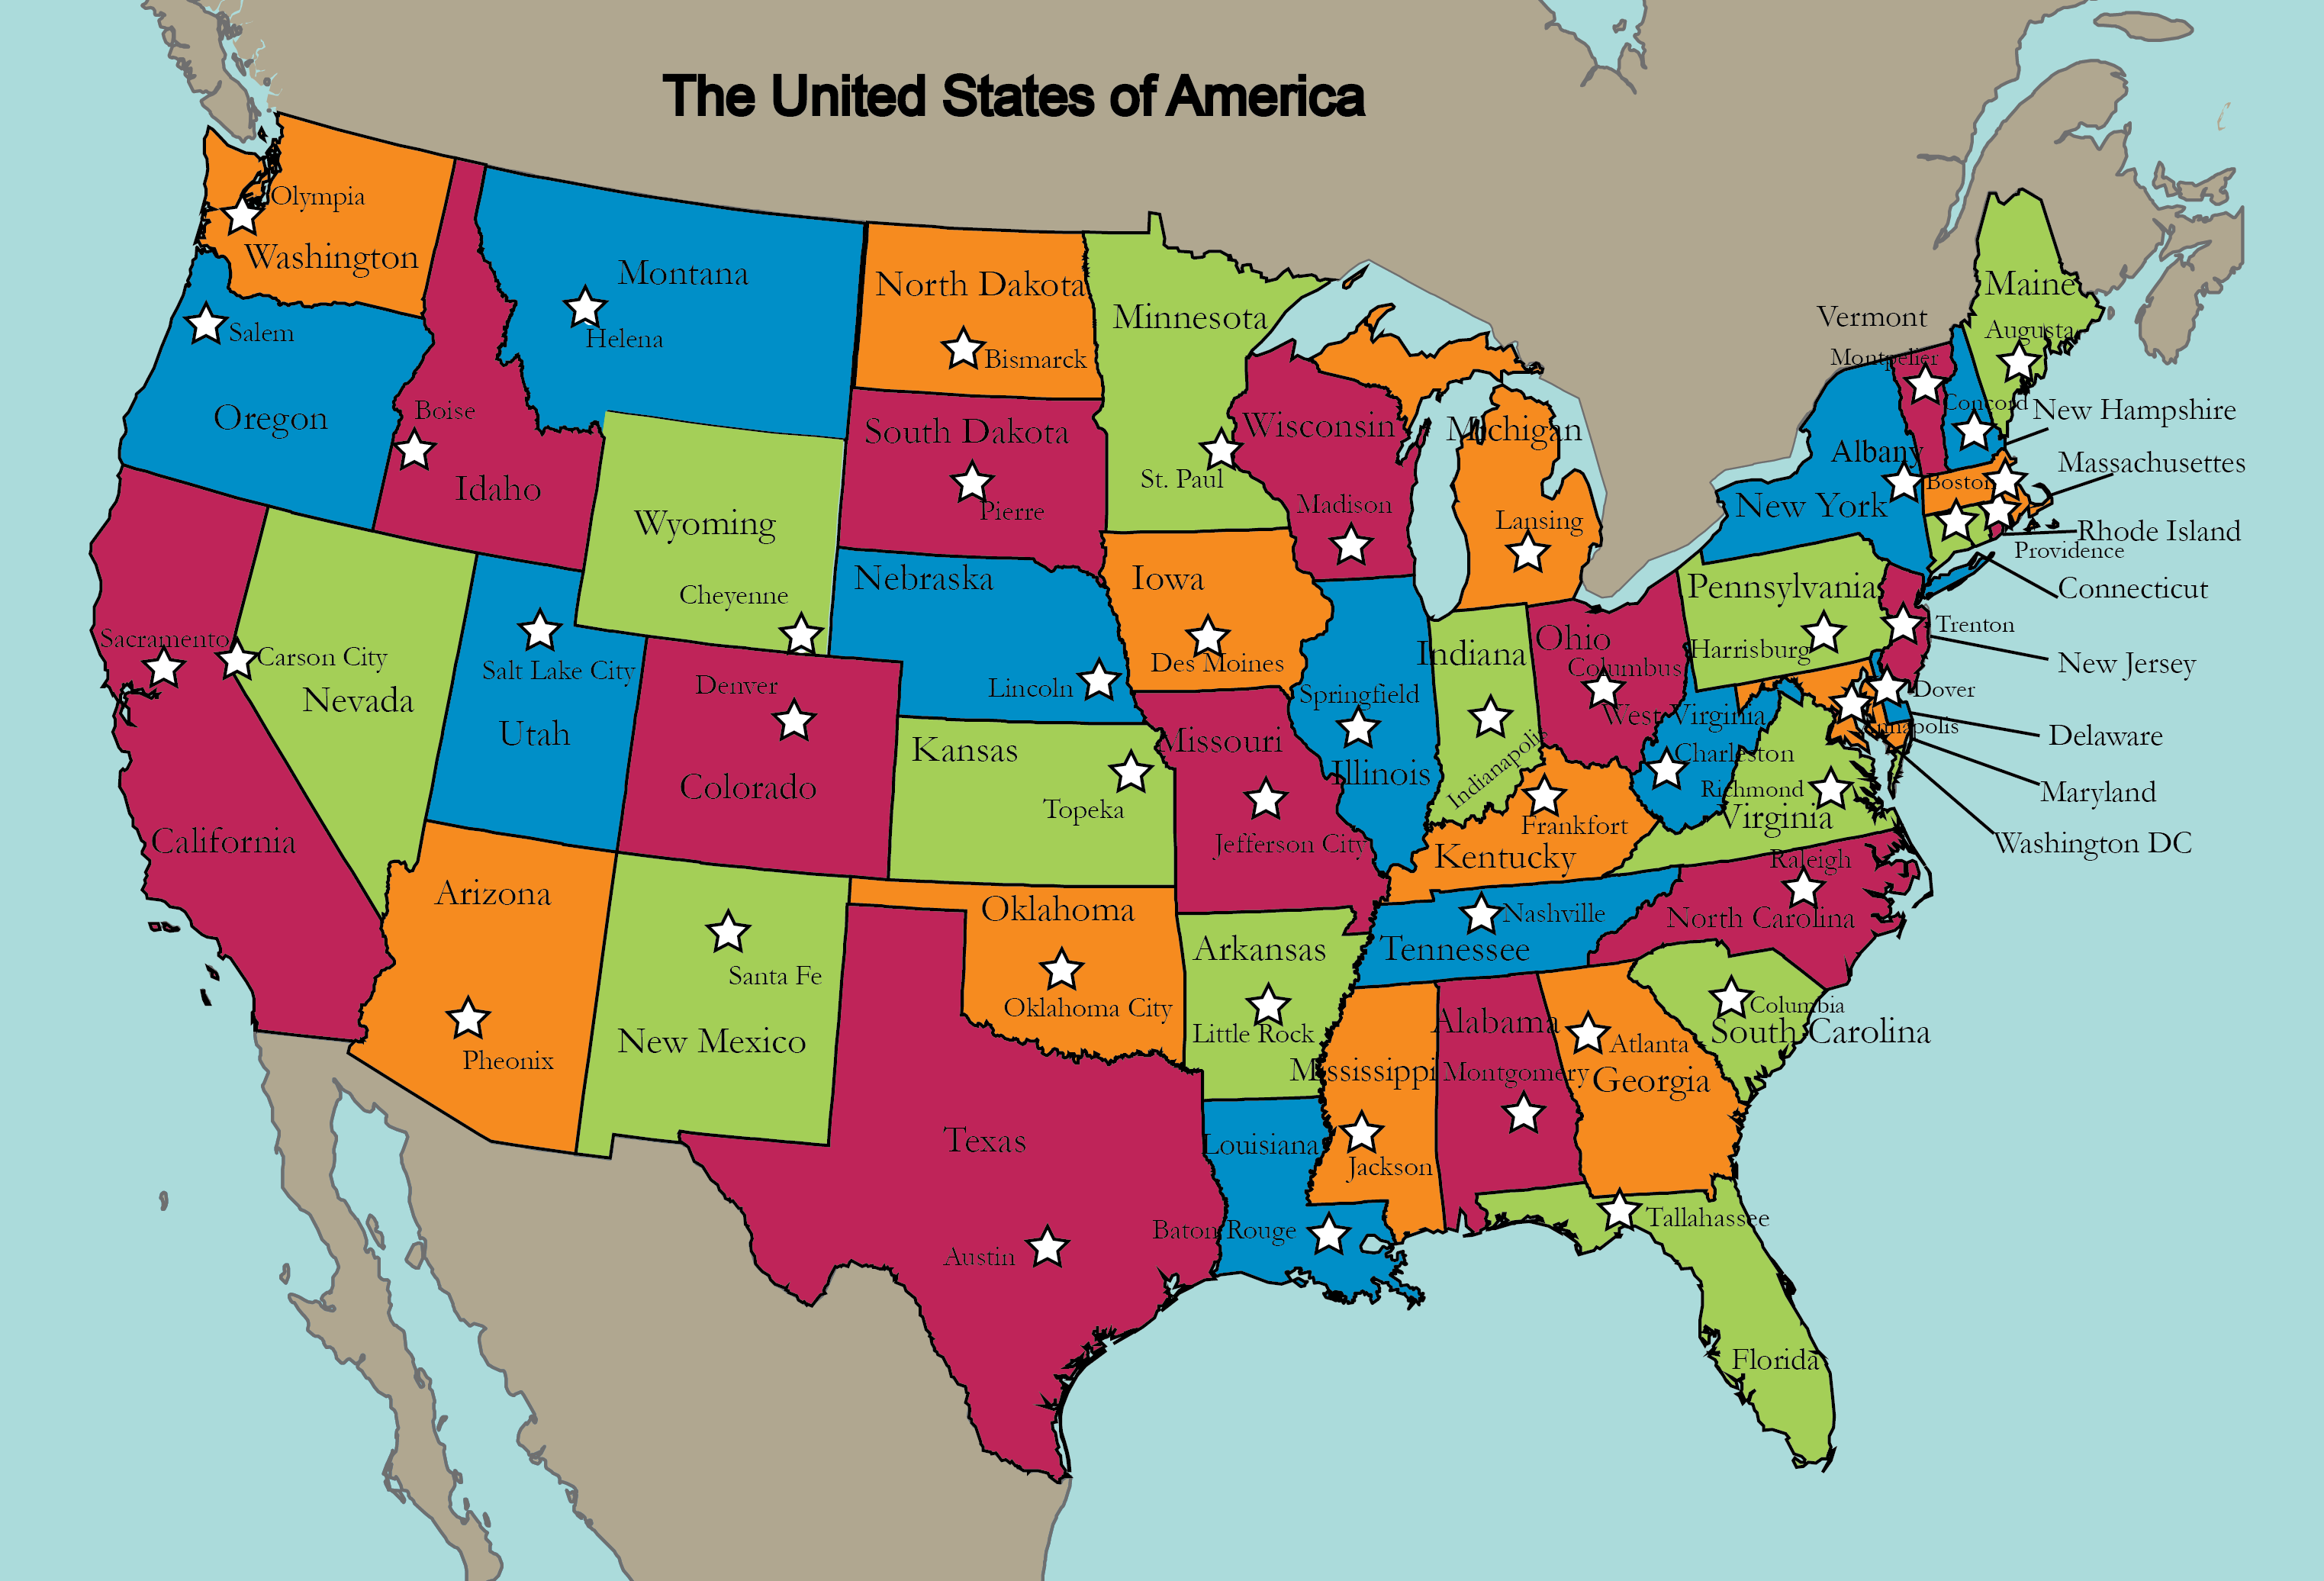 The United States of America
Olympia
Washington
Montana
Helena
North Dakota
Bismarck
Minnesota
St. Paul
Salem
Oregon
Boise
Idaho
South Dakota
Pierre
Wisconsin
Madison
Michigan
Lansing
Maine
Augusta
Vermont
Montpelier
Concord
New Hampshire
Albany
New York
Boston
Massachusettes
Rhode Island
Providence
Connecticut
Wyoming
Cheyenne
Nebraska
Lincoln
Iowa
Des Moines
Pennsylvania
Harrisburg
Trenton
New Jersey
Sacramento
Carson City
Nevada
California
Salt Lake City
Utah
Denver
Colorado
Kansas
Topeka
Missouri
Jefferson City
Springfield
Illinois
Indiana
Indianapolis
Ohio
Columbus
West Virginia
Charleston
Richmond
Virginia
Dover
Annapolis
Delaware
Maryland
Washington DC
Frankfort
Kentucky
Arizona
Pheonix
Santa Fe
New Mexico
Oklahoma
Oklahoma City
Arkansas
Little Rock
Nashville
Tennessee
Raleigh
North Carolina
Columbia
South Carolina
Mississippi
Jackson
Alabama
Montgomery
Atlanta
Georgia
Texas
Austin
Louisiana
Baton Rouge
Tallahassee
Florida